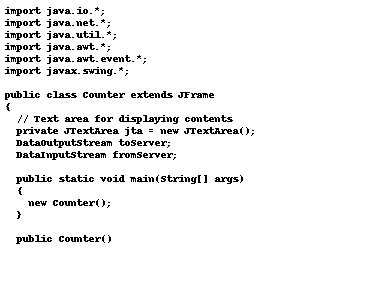 import java.io.*;
import java.net.*;
import java.util.*;
import java.awt.*;
import java.awt.event.*;
import javax.swing.*;
public class Counter extends JFrame
{
// Text area for displaying contents
private JTextArea jta = new JTextArea();
DataOutputStream toServer;
DataInputStream fromServer;
public static void main(String[] args)
{
new Counter();
}
public Counter()